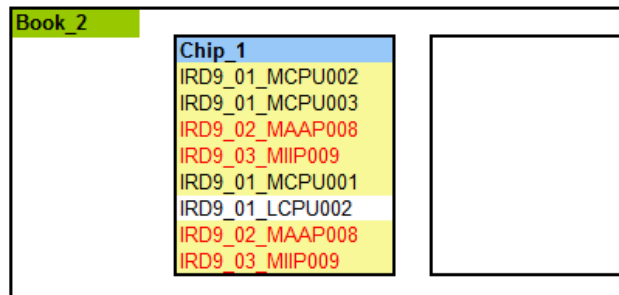 Book_2
Chip_1
IRD9_01_MCPU002
IRD9_01_MCPU003
IRD9_02_MAAP008
IRD9_03_MIIP009
IRD9_01_MCPU001
IRD9_01_LCPU002
IRD9_02_MAAP008
IRD9_03_MIIP009